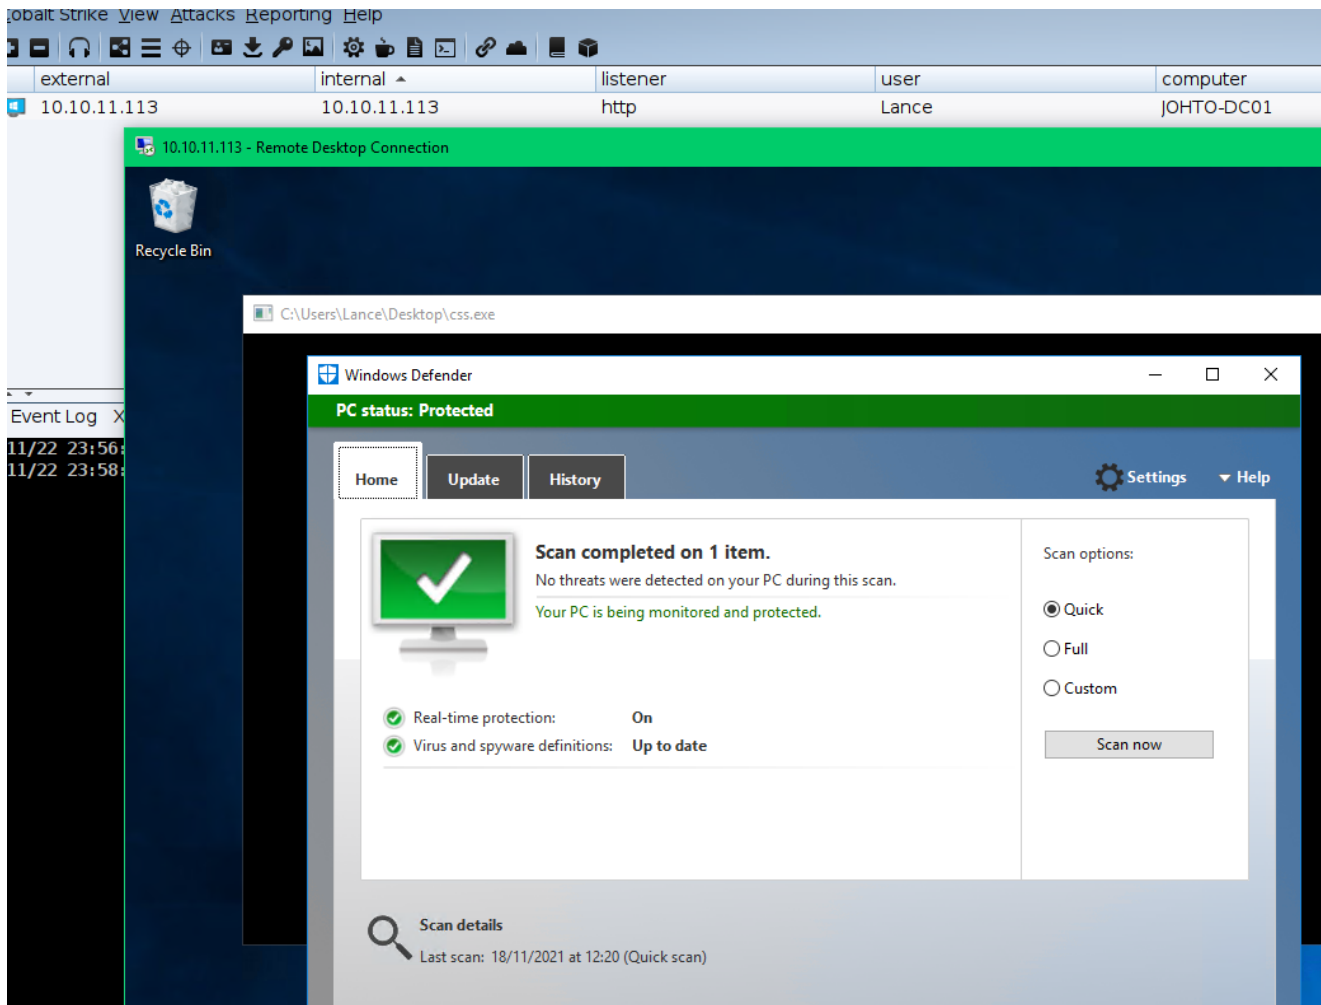 Cobalt Strike View Attacks Reporting Help
external internal listener user computer
10.10.11.113 10.10.11.113 http Lance JOHTO-DC01
10.10.11.113 - Remote Desktop Connection
Recycle Bin
C:\Users\Lance\Desktop\css.exe
Windows Defender
PC status: Protected
Event Log X
11/22 23:56:
11/22 23:58:
Home Update History Settings Help
Scan completed on 1 item.
No threats were detected on your PC during this scan.
Your PC is being monitored and protected.
Scan options:
Quick
Full
Custom
Real-time protection: On
Virus and spyware definitions: Up to date
Scan now
Scan details
Last scan: 18/11/2021 at 12:20 (Quick scan)